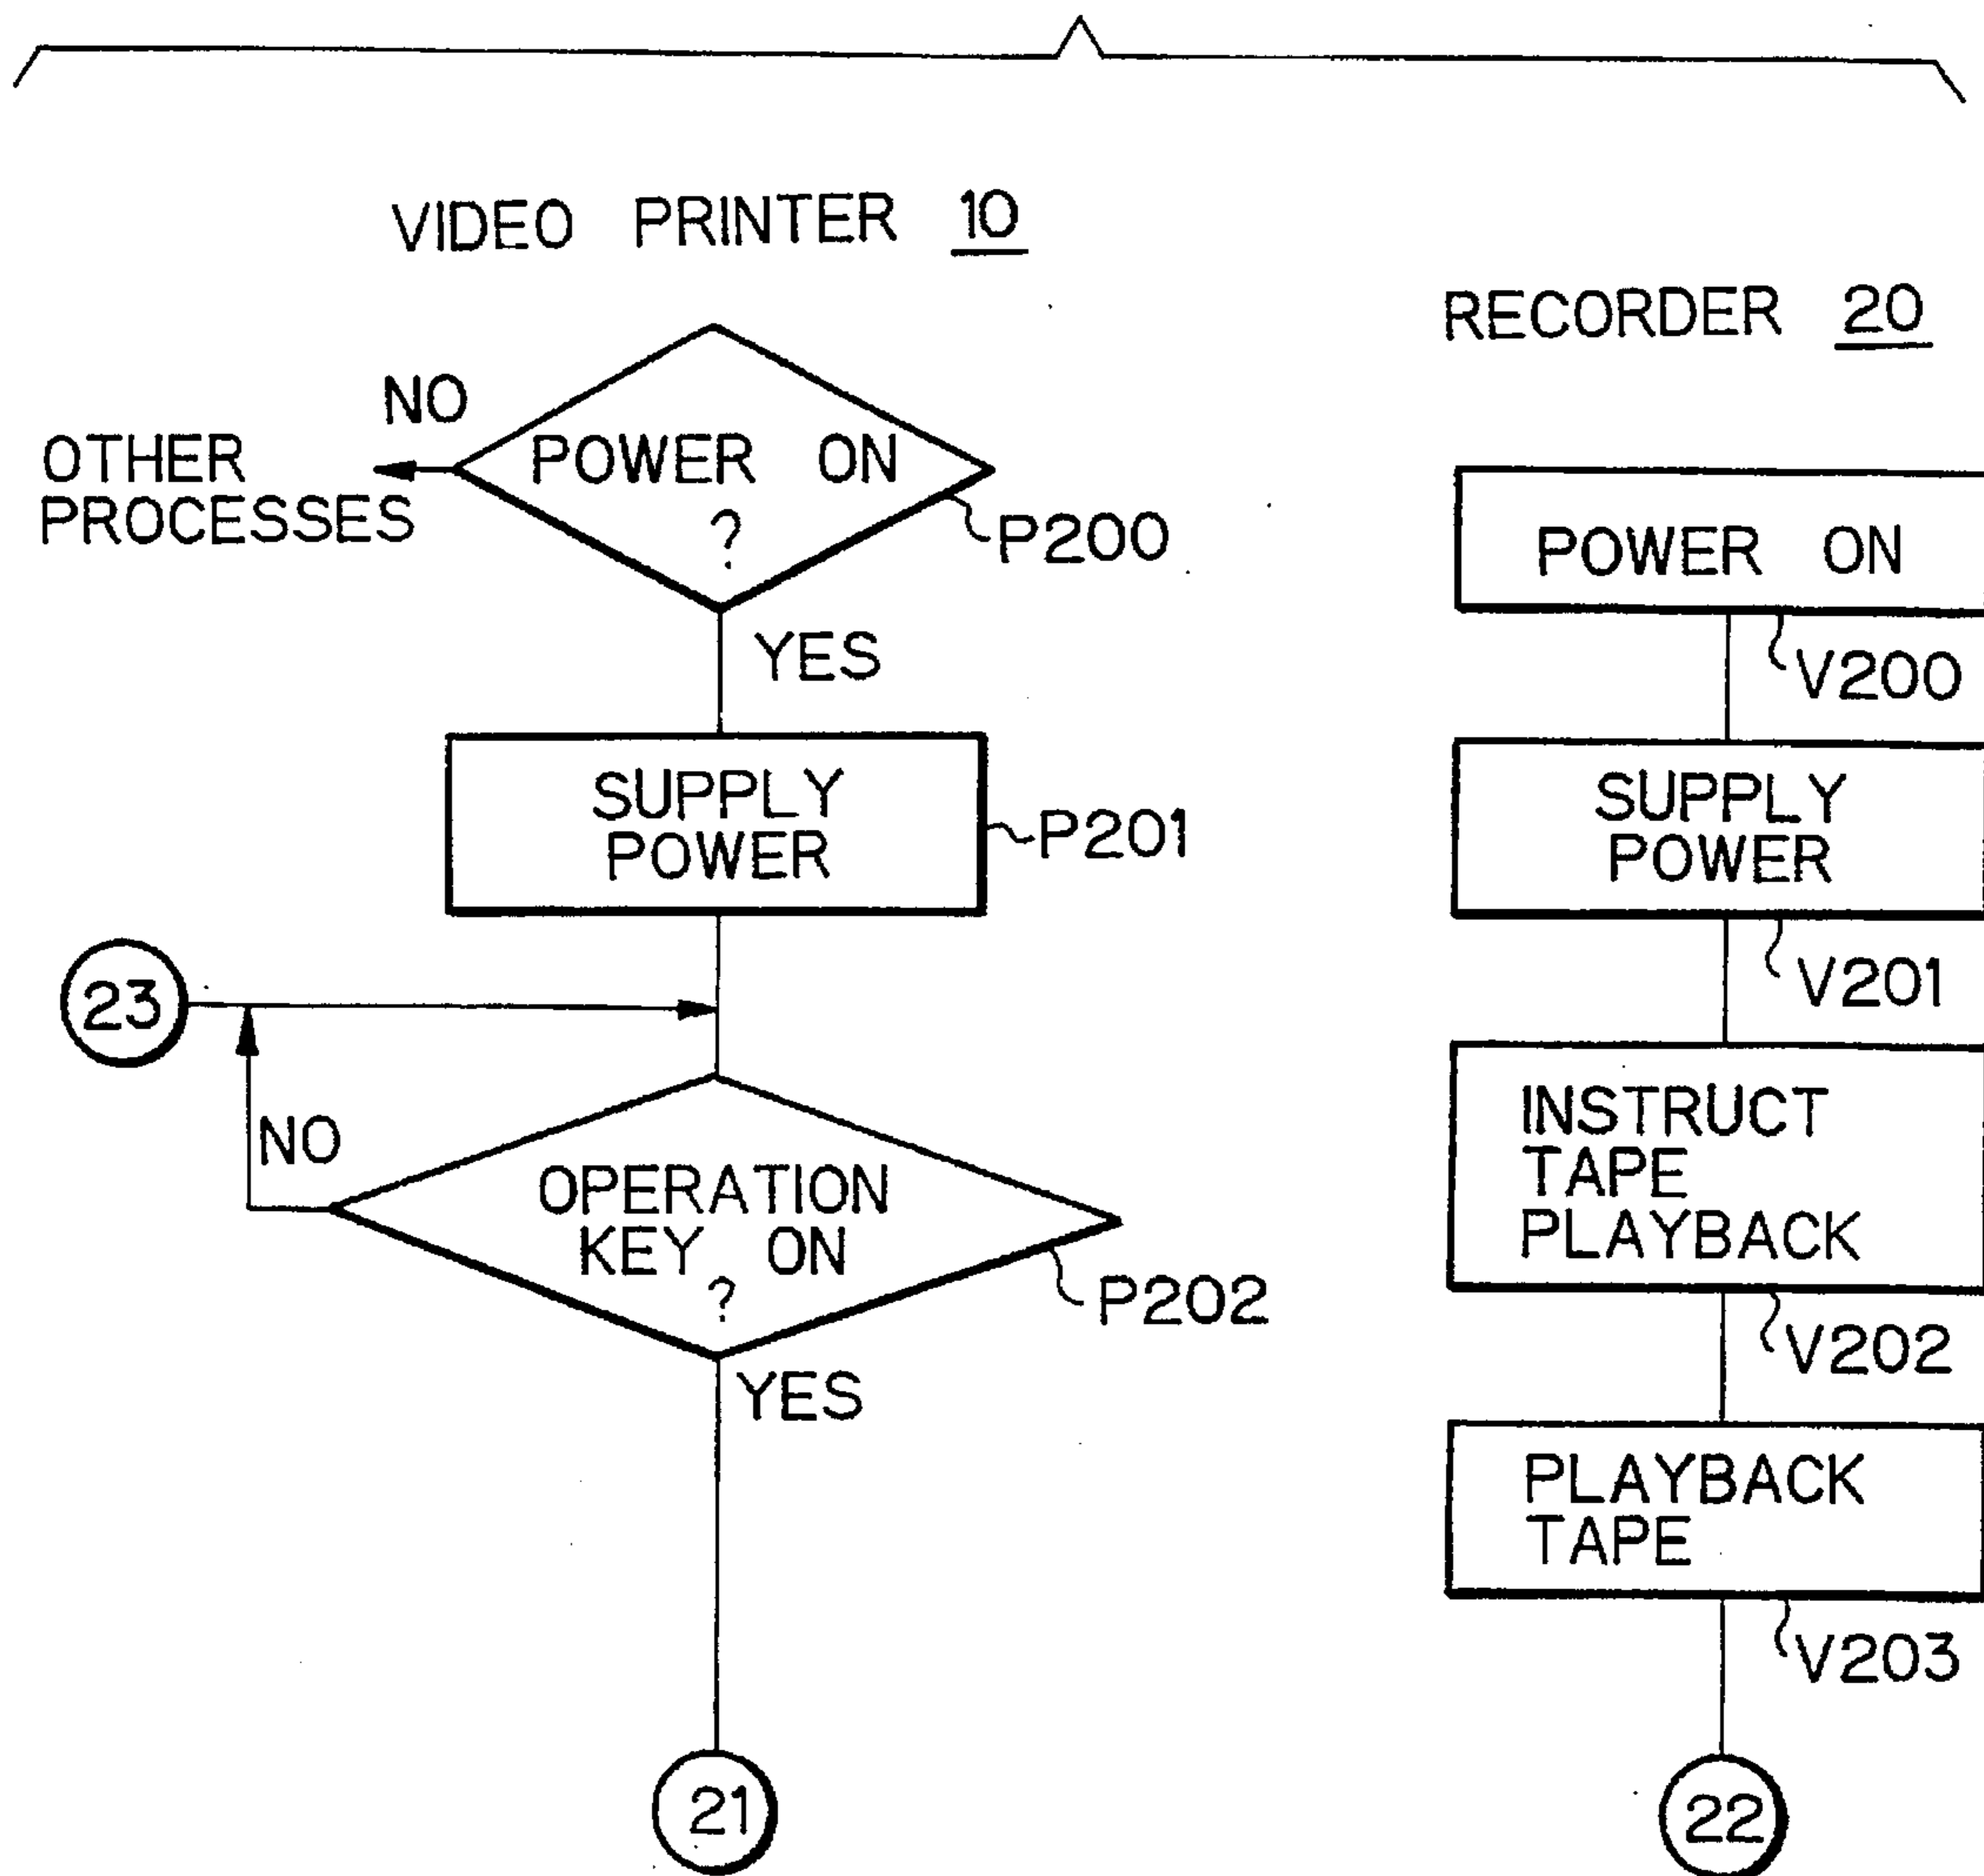 VIDEO PRINTER 10
NO
OTHER
PROCESSES
POWER ON
?
P200
YES
SUPPLY
POWER
P201
23
NO
OPERATION
KEY ON
?
P202
YES
21
RECORDER 20
POWER ON
V200
SUPPLY
POWER
V201
INSTRUCT
TAPE
PLAYBACK
V202
PLAYBACK
TAPE
V203
22